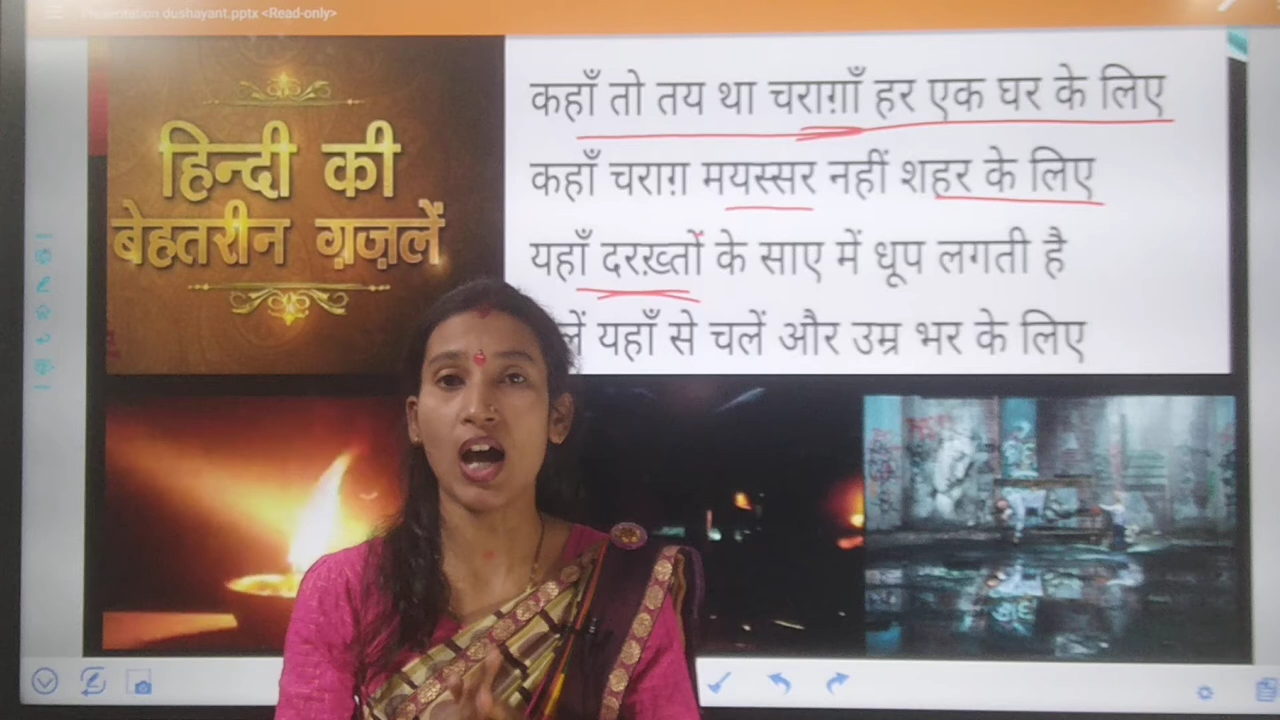 Presentation dushayant.pptx <Read-only>
हिन्दी की
बेहतरीन ग़ज़लें
कहाँ तो तय था चराग़ाँ हर एक घर के लिए
कहाँ चराग़ मयस्सर नहीं शहर के लिए
यहाँ दरख़्तों के साए में धूप लगती है
यहाँ से चलें और उम्र भर के लिए